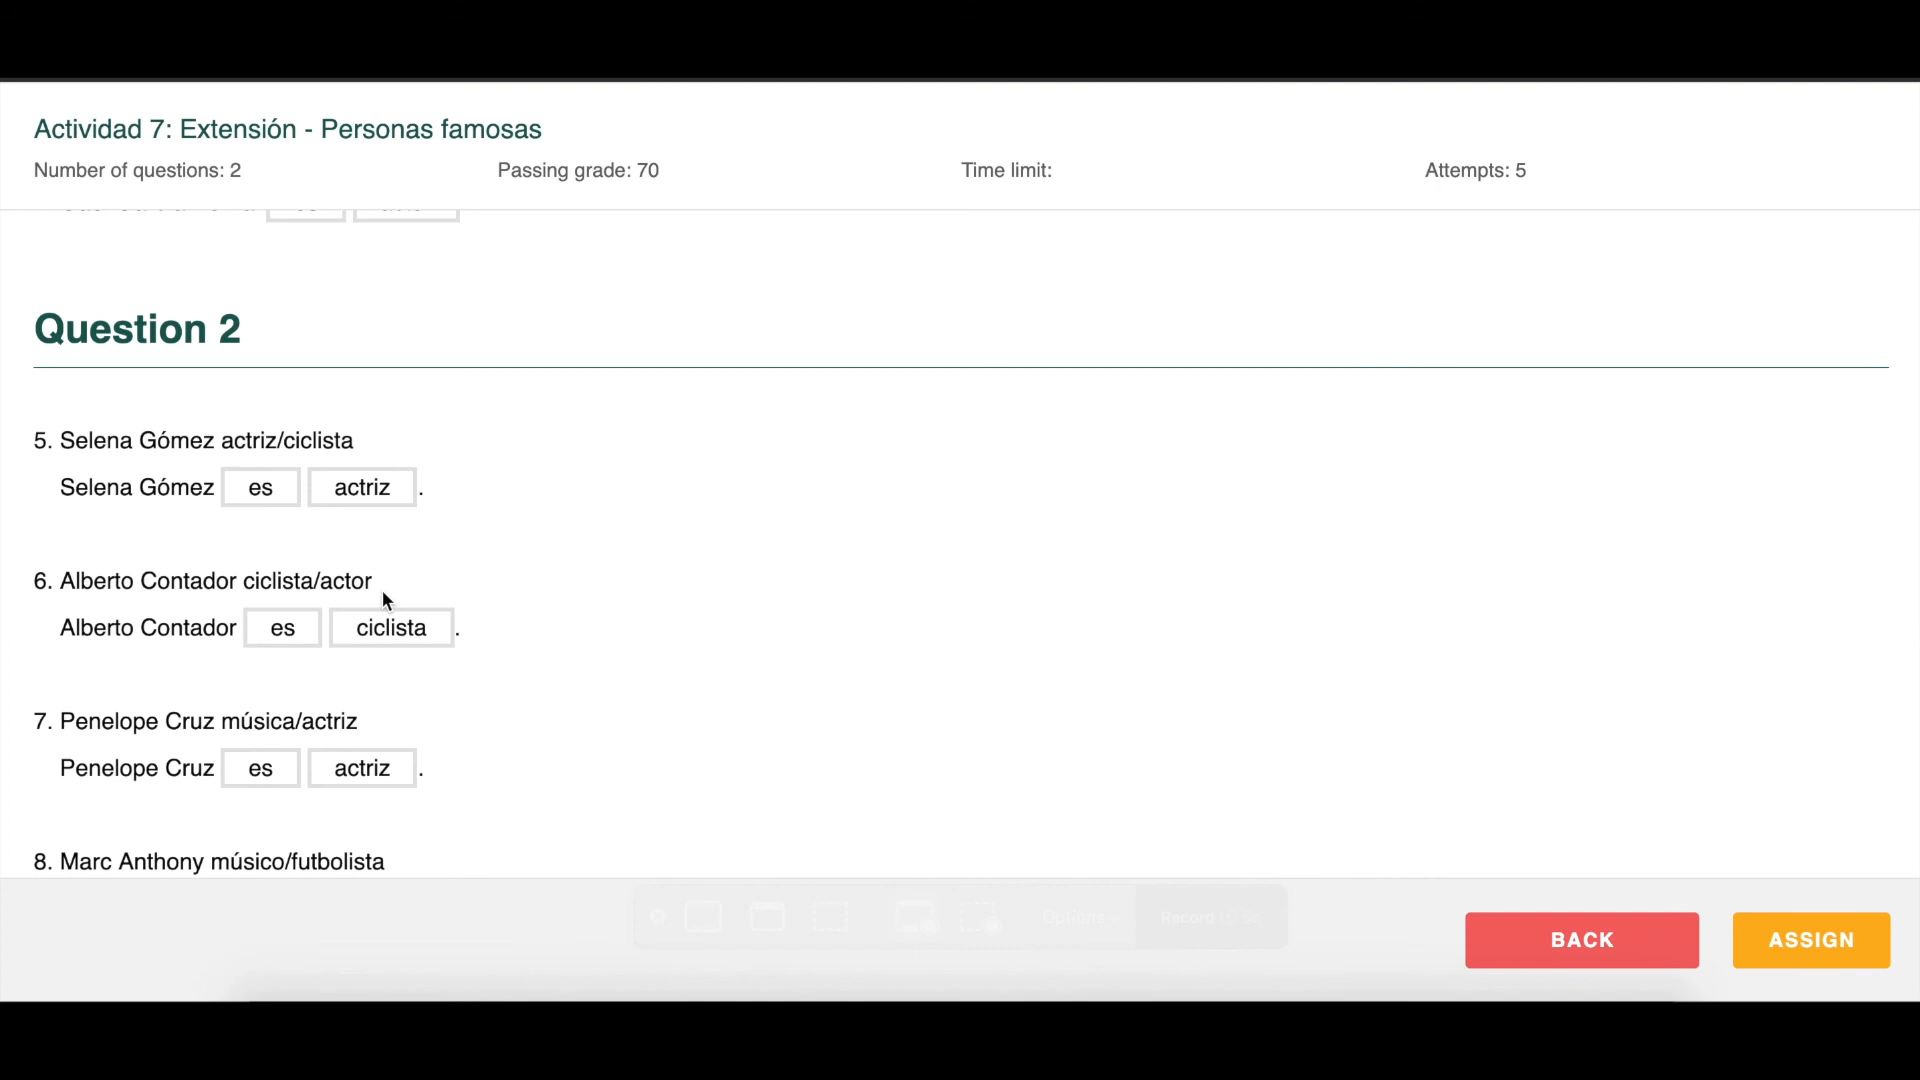 Actividad 7: Extensión - Personas famosas
Number of questions: 2 Passing grade: 70 Time limit: Attempts: 5
Question 2
5. Selena Gómez actriz/ciclista
Selena Gómez es actriz .
6. Alberto Contador ciclista/actor
Alberto Contador es ciclista .
7. Penelope Cruz música/actriz
Penelope Cruz es actriz .
8. Marc Anthony músico/futbolista
Options Record
BACK ASSIGN